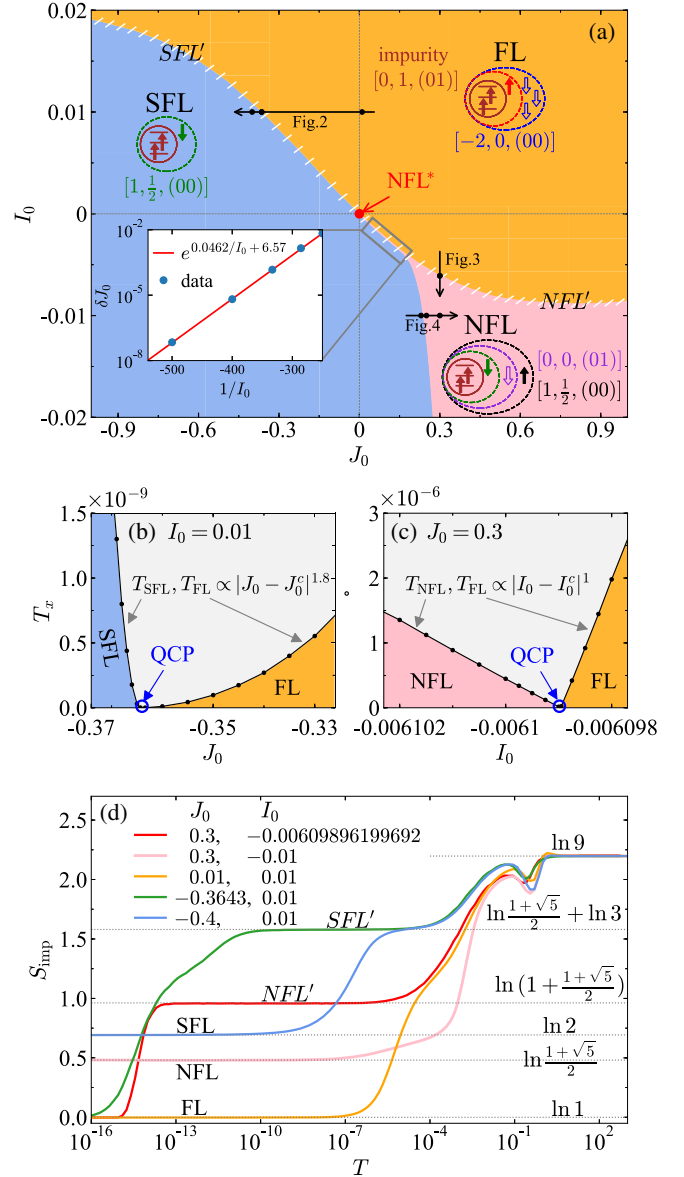 (a)
SFL′
impurity
[0, 1, (01)]
FL
[−2, 0, (00)]
SFL
[1, 1/2, (00)]
Fig.2
NFL*
Fig.3
Fig.4
NFL′
NFL
[0, 0, (01)]
[1, 1/2, (00)]
0.02
0.01
0
-0.01
-0.02
I₀
-0.9 -0.6 -0.3 0 0.3 0.6 0.9
J₀
10⁻²
10⁻⁵
10⁻⁸
δJ₀
e^{0.0462/I₀ + 6.57}
data
-500 -400 -300
1/I₀
×10⁻⁹
(b) I₀ = 0.01
1.5
1.0
0.5
0.0
Tₓ
T_SFL, T_FL ∝ |J₀ − J₀ᶜ|^1.8
SFL
QCP
FL
-0.37 -0.35 -0.33
J₀
×10⁻⁶
(c) J₀ = 0.3
3
2
1
0
T_NFL, T_FL ∝ |I₀ − I₀ᶜ|¹
NFL
QCP
FL
-0.006102 -0.0061 -0.006098
I₀
(d)
J₀ I₀
0.3, −0.00609896199692
0.3, −0.01
0.01, 0.01
−0.3643, 0.01
−0.4, 0.01
2.5
2.0
1.5
1.0
0.5
0.0
S_imp
ln 9
ln (1+√5)/2 + ln 3
ln (1 + (1+√5)/2)
ln 2
ln (1+√5)/2
ln 1
SFL′
NFL′
SFL
NFL
FL
10⁻¹⁶ 10⁻¹³ 10⁻¹⁰ 10⁻⁷ 10⁻⁴ 10⁻¹ 10²
T